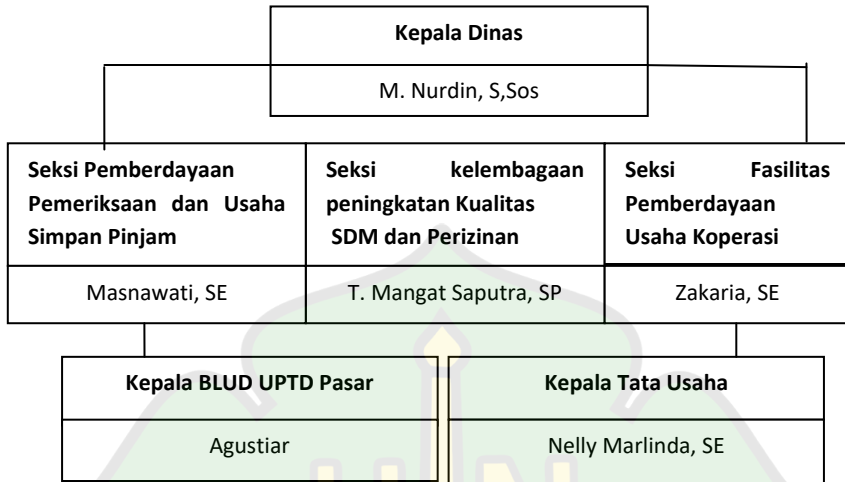 Kepala Dinas
M. Nurdin, S,Sos
Seksi Pemberdayaan
Pemeriksaan dan Usaha
Simpan Pinjam
Masnawati, SE
Seksi kelembagaan
peningkatan Kualitas
SDM dan Perizinan
T. Mangat Saputra, SP
Seksi Fasilitas
Pemberdayaan
Usaha Koperasi
Zakaria, SE
Kepala BLUD UPTD Pasar
Agustiar
Kepala Tata Usaha
Nelly Marlinda, SE